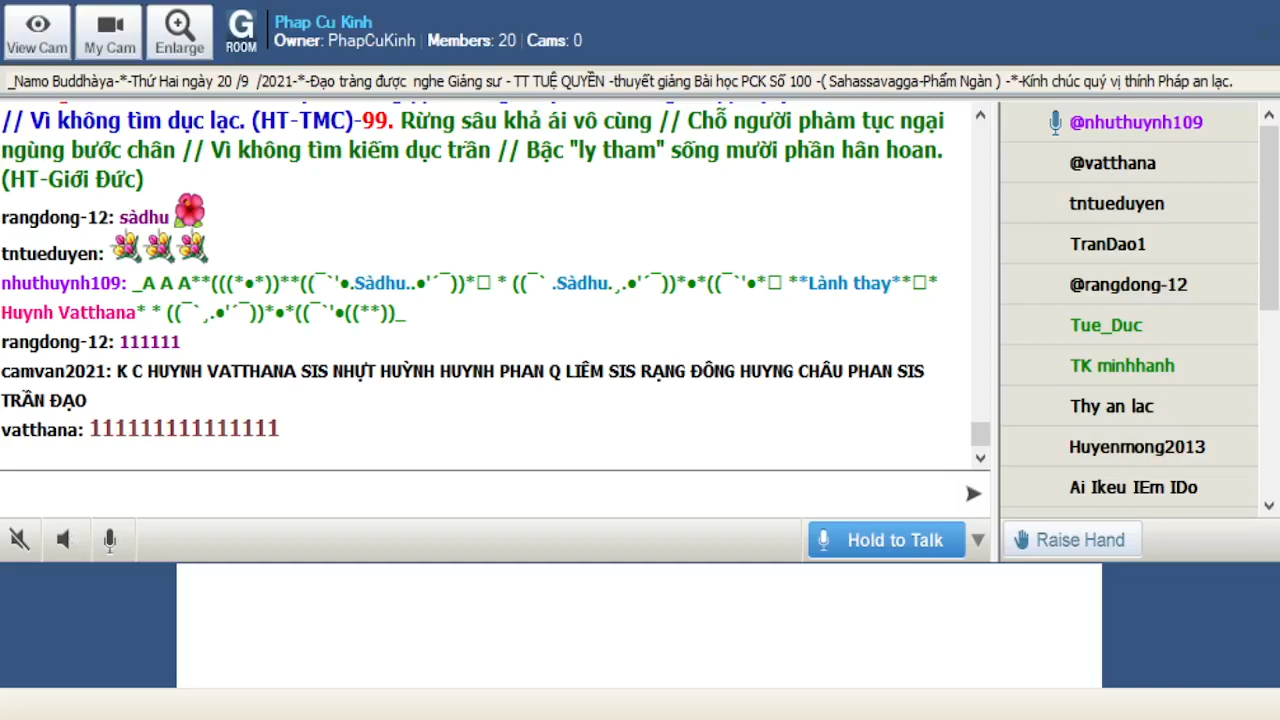 Phap Cu Kinh
Owner: PhapCuKinh | Members: 20 | Cams: 0
View Cam
My Cam
Enlarge
G
ROOM
_Namo Buddhàya-*-Thứ Hai ngày 20 /9 /2021-*-Đạo tràng được nghe Giảng sư - TT TUỆ QUYỀN -thuyết giảng Bài học PCK Số 100 -( Sahassavagga-Phẩm Ngàn ) -*-Kính chúc quý vị thính Pháp an lạc.
// Vì không tìm dục lạc. (HT-TMC)-99. Rừng sâu khả ái vô cùng // Chỗ người phàm tục ngại
ngùng bước chân // Vì không tìm kiếm dục trần // Bậc "ly tham" sống mười phần hân hoan.
(HT-Giới Đức)
rangdong-12: sàdhu
tntueduyen:
nhuthuynh109: _A A A**(((*•*))**((¯`'•.Sàdhu..•'´¯))*□ * ((¯` .Sàdhu.¸.•'´¯))*•*((¯`'•*□ **Lành thay**□*
Huynh Vatthana* * ((¯`¸.•'´¯))*•*((¯`'•((**))_
rangdong-12: 111111
camvan2021: K C HUYNH VATTHANA SIS NHỰT HUỲNH HUYNH PHAN Q LIÊM SIS RẠNG ĐÔNG HUYNG CHÂU PHAN SIS
TRẦN ĐẠO
vatthana: 111111111111111
@nhuthuynh109
@vatthana
tntueduyen
TranDao1
@rangdong-12
Tue_Duc
TK minhhanh
Thy an lac
Huyenmong2013
Ai Ikeu IEm IDo
Hold to Talk
Raise Hand